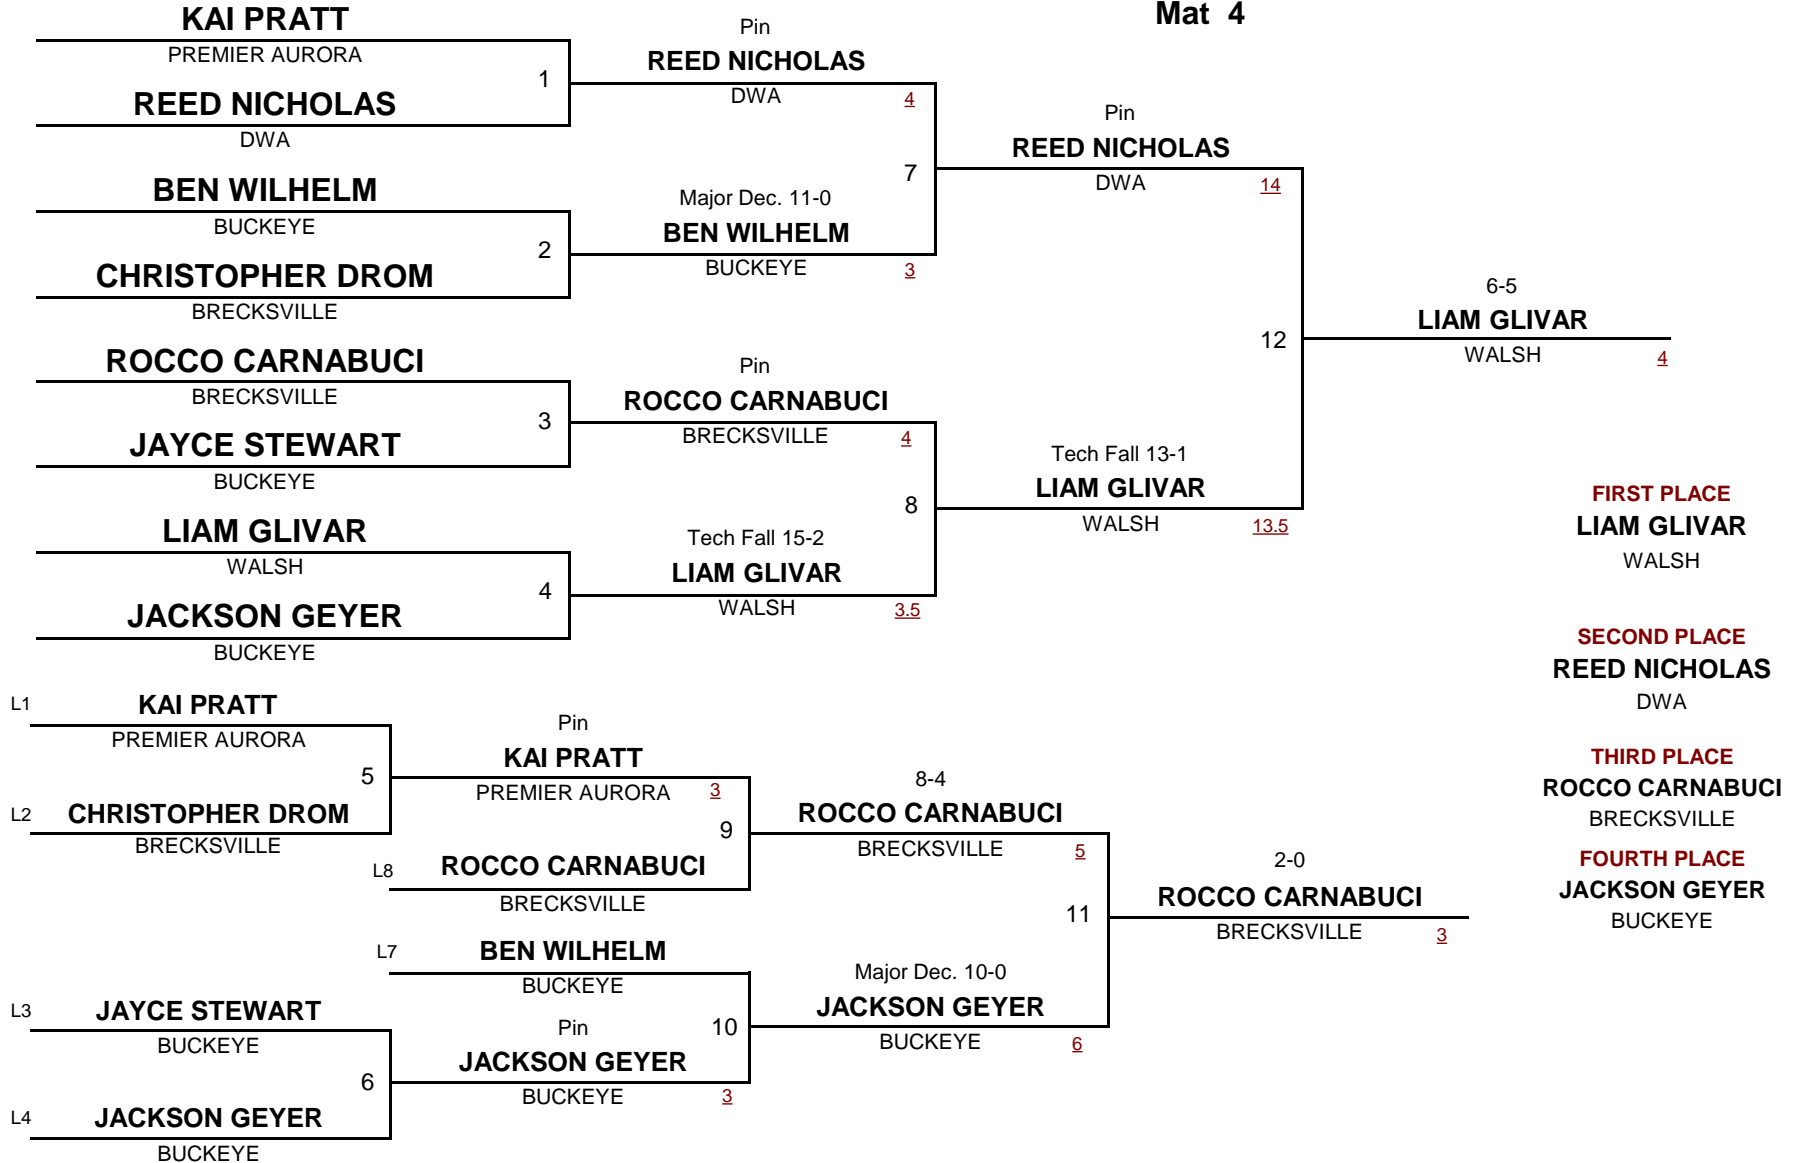 Mat 4
KAI PRATT
PREMIER AURORA
1
REED NICHOLAS
DWA
BEN WILHELM
BUCKEYE
2
CHRISTOPHER DROM
BRECKSVILLE
ROCCO CARNABUCI
BRECKSVILLE
3
JAYCE STEWART
BUCKEYE
LIAM GLIVAR
WALSH
4
JACKSON GEYER
BUCKEYE
Pin
REED NICHOLAS
DWA 4
7
Major Dec. 11-0
BEN WILHELM
BUCKEYE 3
Pin
ROCCO CARNABUCI
BRECKSVILLE 4
8
Tech Fall 15-2
LIAM GLIVAR
WALSH 3.5
Pin
REED NICHOLAS
DWA 14
12
Tech Fall 13-1
LIAM GLIVAR
WALSH 13.5
6-5
LIAM GLIVAR
WALSH 4
FIRST PLACE
LIAM GLIVAR
WALSH
SECOND PLACE
REED NICHOLAS
DWA
THIRD PLACE
ROCCO CARNABUCI
BRECKSVILLE
FOURTH PLACE
JACKSON GEYER
BUCKEYE
L1 KAI PRATT
PREMIER AURORA
5
L2 CHRISTOPHER DROM
BRECKSVILLE
Pin
KAI PRATT
PREMIER AURORA 3
9
L8 ROCCO CARNABUCI
BRECKSVILLE
L7 BEN WILHELM
BUCKEYE
10
L3 JAYCE STEWART
BUCKEYE
6
L4 JACKSON GEYER
BUCKEYE
Pin
JACKSON GEYER
BUCKEYE 3
8-4
ROCCO CARNABUCI
BRECKSVILLE 5
11
Major Dec. 10-0
JACKSON GEYER
BUCKEYE 6
2-0
ROCCO CARNABUCI
BRECKSVILLE 3